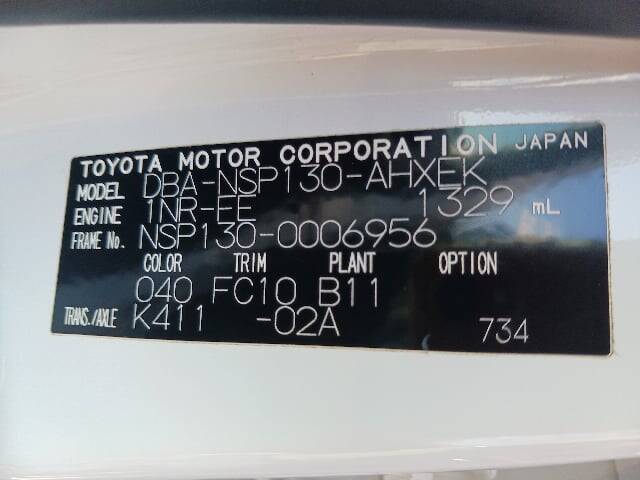 TOYOTA MOTOR CORPORATION JAPAN
MODEL DBA-NSP130-AHXEK
ENGINE 1NR-FE 1329 mL
FRAME No. NSP130-0006956
COLOR TRIM PLANT OPTION
040 FC10 B11
TRANS./AXLE K411 -02A 734